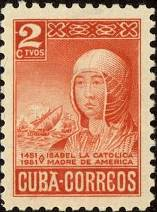 2
CTVOS
1451 ISABEL LA CATOLICA
1951 Y MADRE DE AMERICA.
CUBA-CORREOS